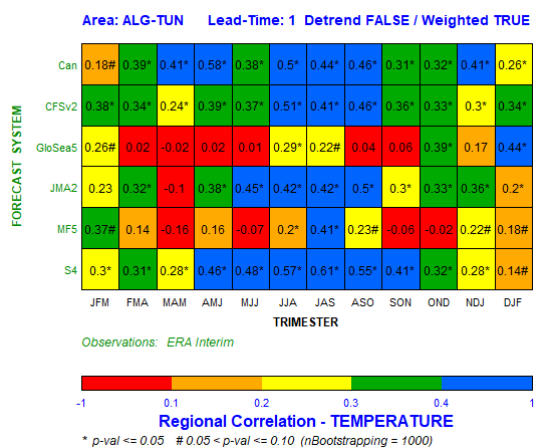 Area: ALG-TUN Lead-Time: 1 Detrend FALSE / Weighted TRUE
FORECAST SYSTEM
Can 0.18# 0.39* 0.41* 0.58* 0.38* 0.5* 0.44* 0.46* 0.31* 0.32* 0.41* 0.26*
CFSv2 0.38* 0.34* 0.24* 0.39* 0.37* 0.51* 0.41* 0.46* 0.36* 0.33* 0.3* 0.34*
GloSea5 0.26# 0.02 -0.02 0.02 0.01 0.29* 0.22# 0.04 0.06 0.39* 0.17 0.44*
JMA2 0.23 0.32* -0.1 0.38* 0.45* 0.42* 0.42* 0.5* 0.3* 0.33* 0.36* 0.2*
MF5 0.37# 0.14 -0.16 0.16 -0.07 0.2* 0.41* 0.23# -0.06 -0.02 0.22# 0.18#
S4 0.3* 0.31* 0.28* 0.46* 0.48* 0.57* 0.61* 0.55* 0.41* 0.32* 0.28* 0.14#
JFM FMA MAM AMJ MJJ JJA JAS ASO SON OND NDJ DJF
TRIMESTER
Observations: ERA Interim
-1 0.1 0.2 0.3 0.4 1
Regional Correlation - TEMPERATURE
* p-val <= 0.05 # 0.05 < p-val <= 0.10 (nBootstrapping = 1000)